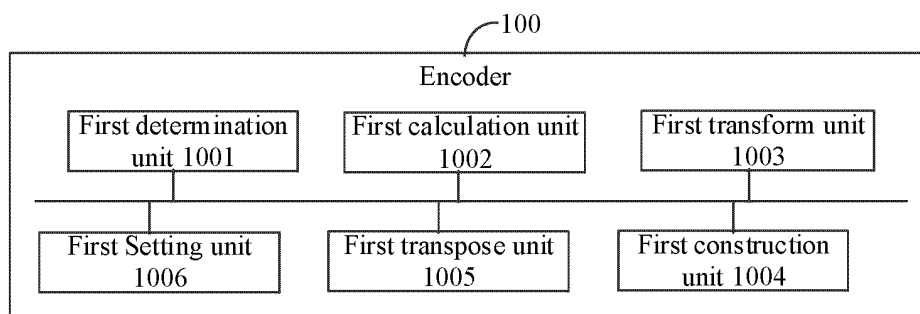 100
Encoder
First determination
unit 1001
First calculation unit
1002
First transform unit
1003
First Setting unit
1006
First transpose unit
1005
First construction
unit 1004